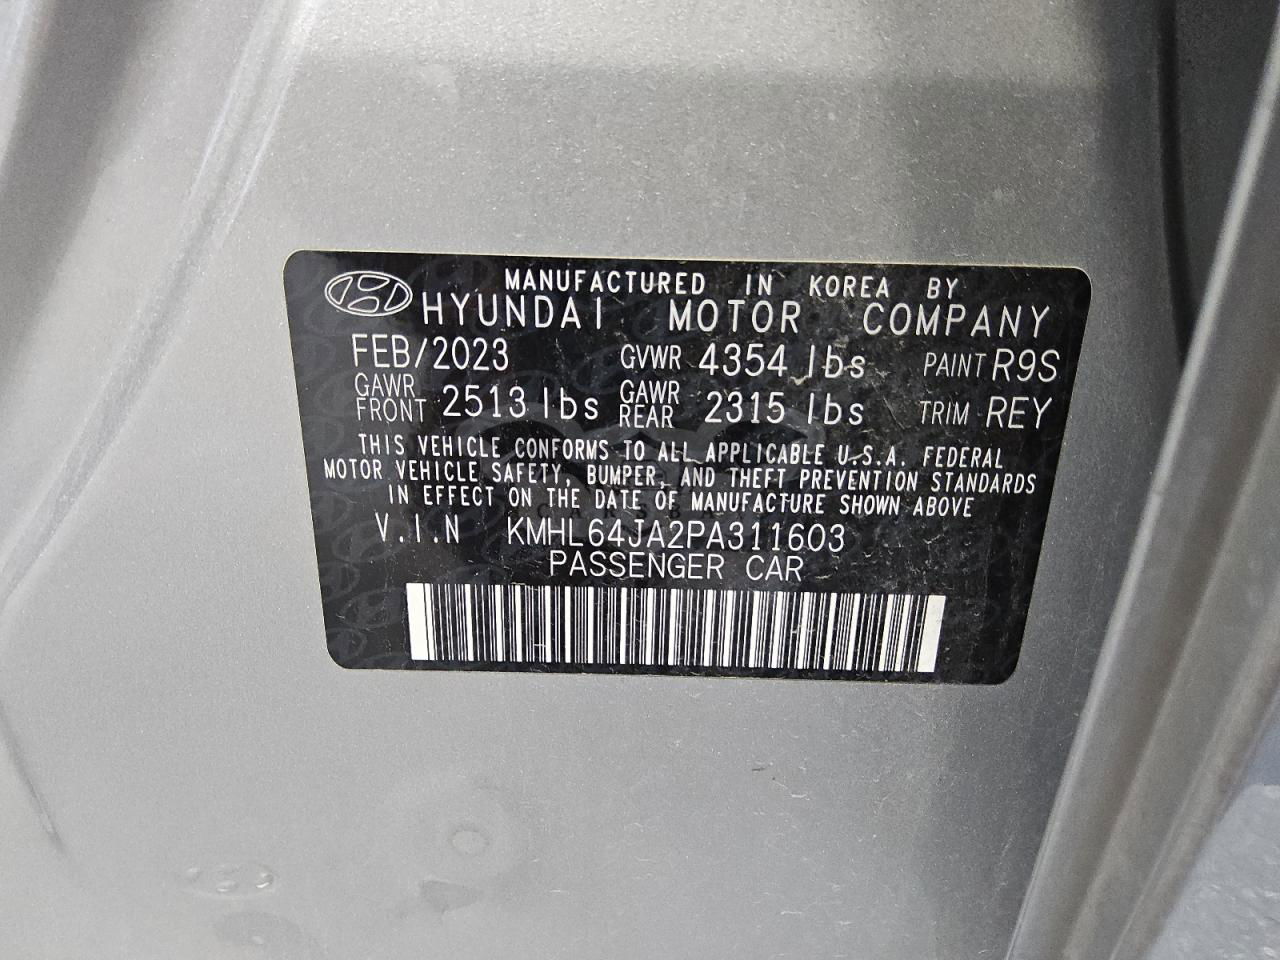 MANUFACTURED IN KOREA BY
HYUNDAI MOTOR COMPANY
FEB/2023 GVWR 4354 lbs PAINT R9S
GAWR FRONT 2513 lbs GAWR REAR 2315 lbs TRIM REY
THIS VEHICLE CONFORMS TO ALL APPLICABLE U.S.A. FEDERAL
MOTOR VEHICLE SAFETY, BUMPER, AND THEFT PREVENTION STANDARDS
IN EFFECT ON THE DATE OF MANUFACTURE SHOWN ABOVE
V.I.N KMHL64JA2PA311603
PASSENGER CAR